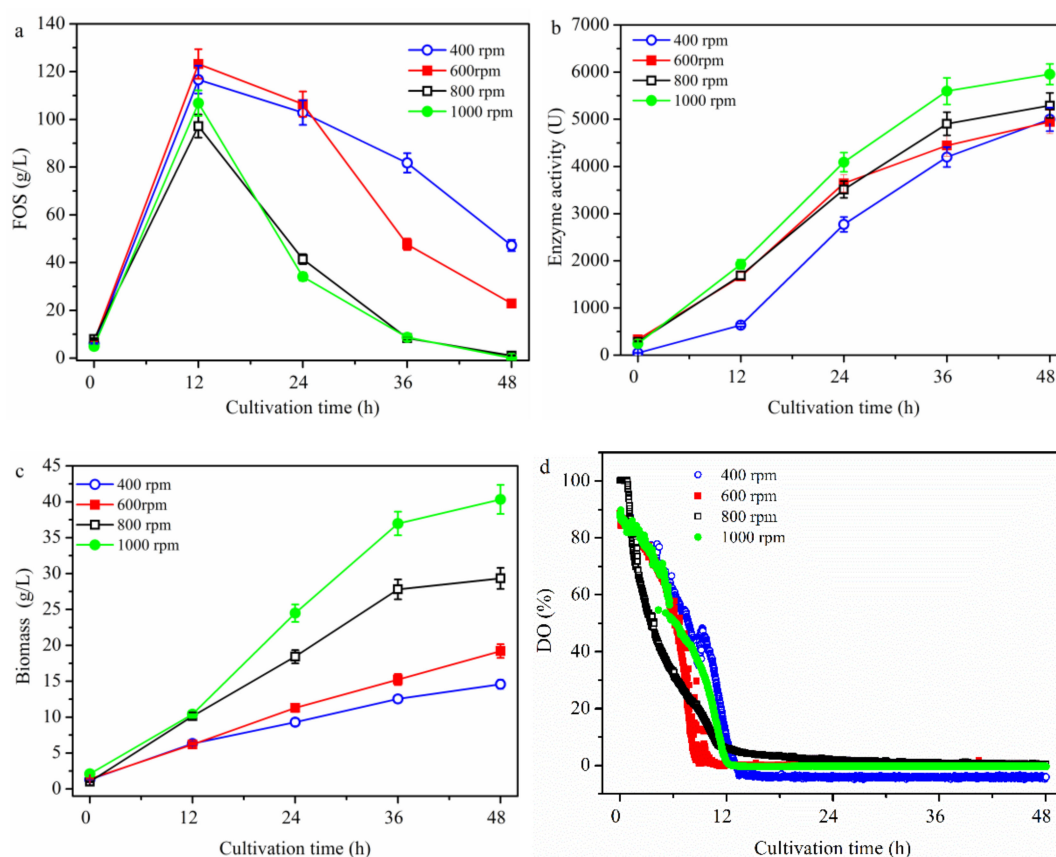 a
140
120
100
80
60
40
20
0
FOS (g/L)
400 rpm
600rpm
800 rpm
1000 rpm
0 12 24 36 48
Cultivation time (h)
b
7000
6000
5000
4000
3000
2000
1000
0
Enzyme activity (U)
400 rpm
600rpm
800 rpm
1000 rpm
0 12 24 36 48
Cultivation time (h)
c
45
40
35
30
25
20
15
10
5
0
Biomass (g/L)
400 rpm
600rpm
800 rpm
1000 rpm
0 12 24 36 48
Cultivation time (h)
d
100
80
60
40
20
0
DO (%)
400 rpm
600 rpm
800 rpm
1000 rpm
0 12 24 36 48
Cultivation time (h)